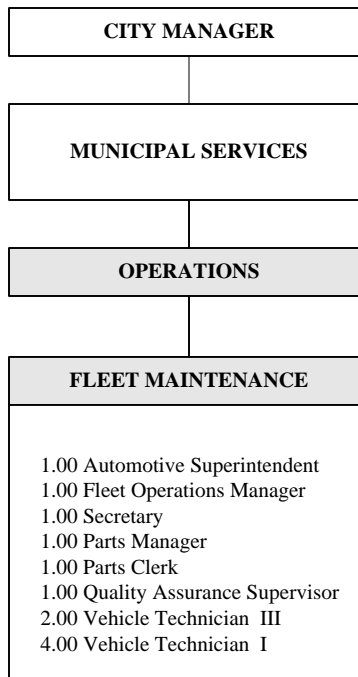 CITY MANAGER
MUNICIPAL SERVICES
OPERATIONS
FLEET MAINTENANCE
1.00 Automotive Superintendent
1.00 Fleet Operations Manager
1.00 Secretary
1.00 Parts Manager
1.00 Parts Clerk
1.00 Quality Assurance Supervisor
2.00 Vehicle Technician III
4.00 Vehicle Technician I